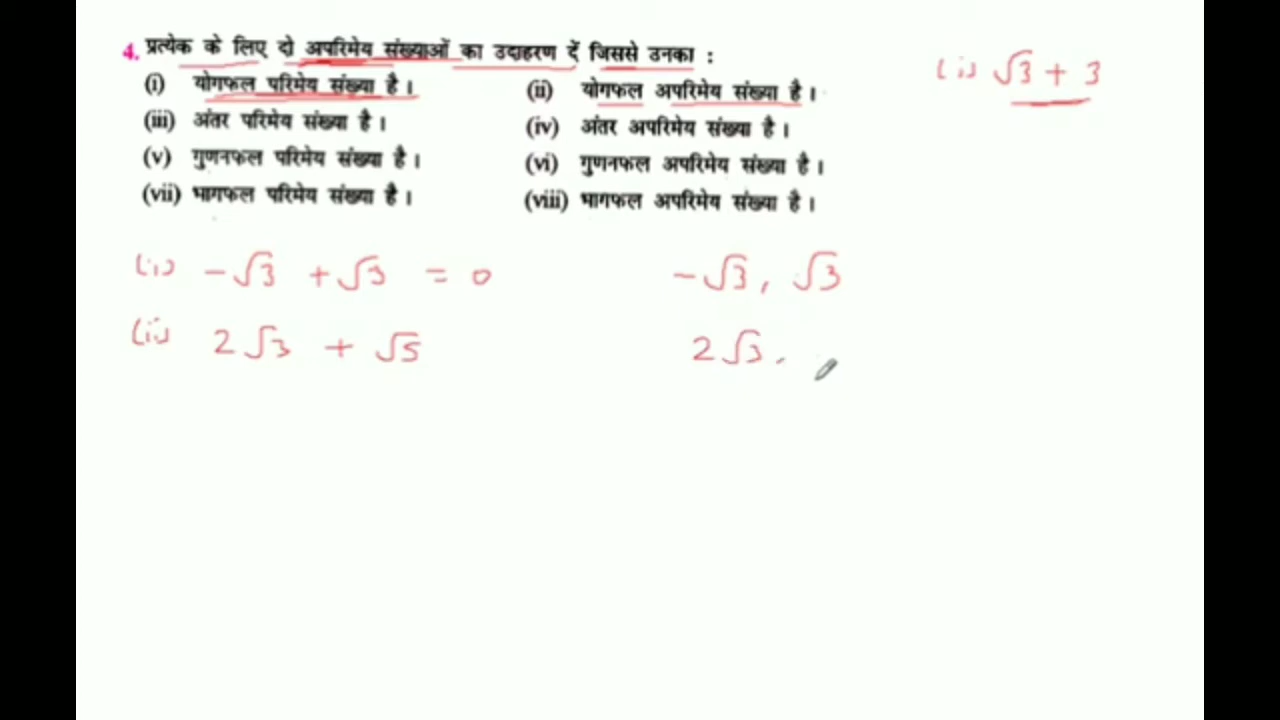 4. प्रत्येक के लिए दो अपरिमेय संख्याओं का उदाहरण दें जिससे उनका :
(i) योगफल परिमेय संख्या है। (ii) योगफल अपरिमेय संख्या है।
(iii) अंतर परिमेय संख्या है। (iv) अंतर अपरिमेय संख्या है।
(v) गुणनफल परिमेय संख्या है। (vi) गुणनफल अपरिमेय संख्या है।
(vii) भागफल परिमेय संख्या है। (viii) भागफल अपरिमेय संख्या है।
(i) √3 + 3
(i) -√3 + √3 = 0 -√3, √3
(ii) 2√3 + √5 2√3,